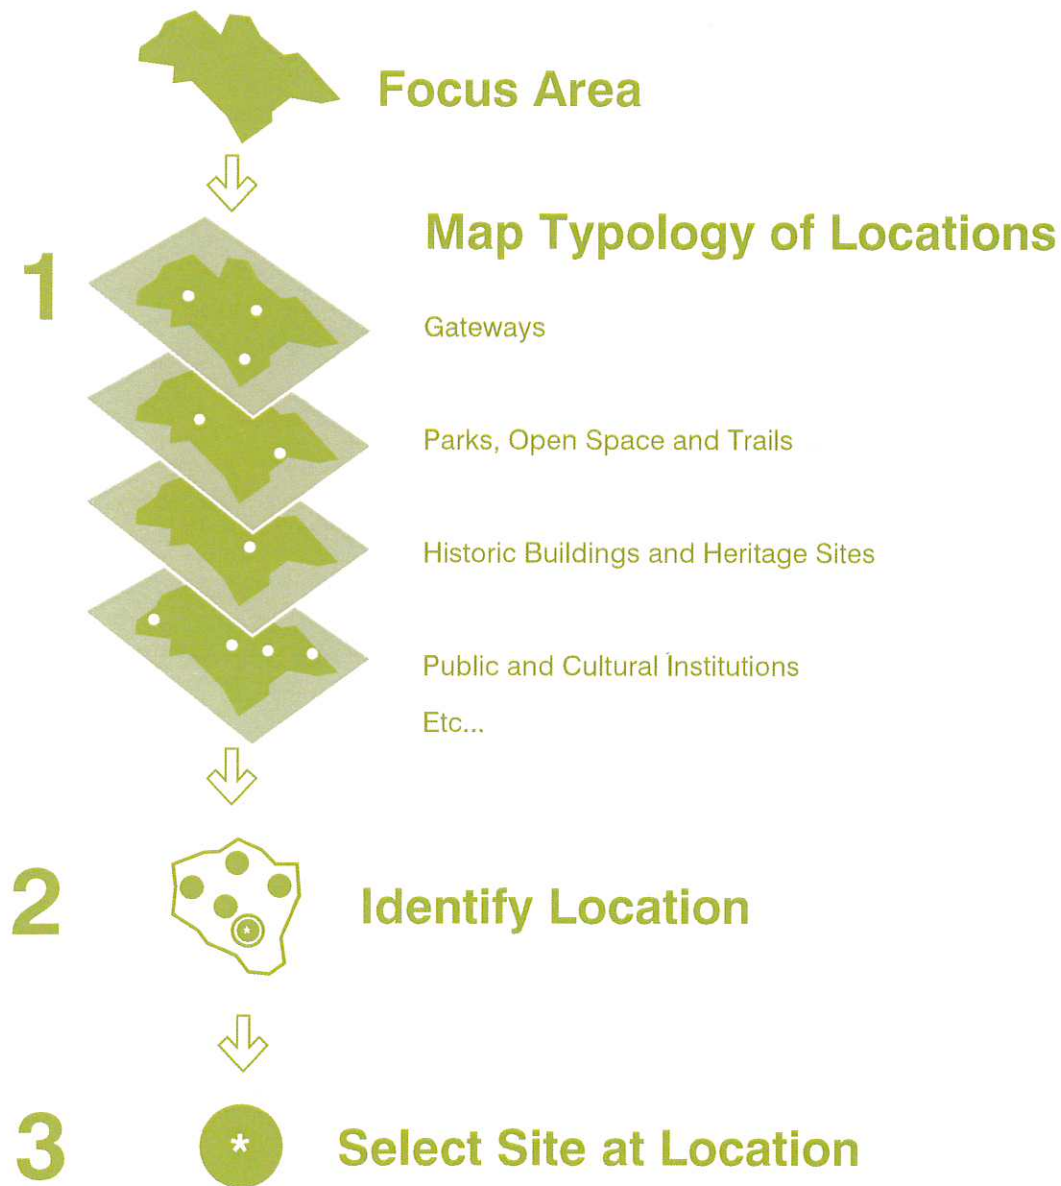 Focus Area
1
Map Typology of Locations
Gateways
Parks, Open Space and Trails
Historic Buildings and Heritage Sites
Public and Cultural Institutions
Etc...
2
Identify Location
*
3
*
Select Site at Location